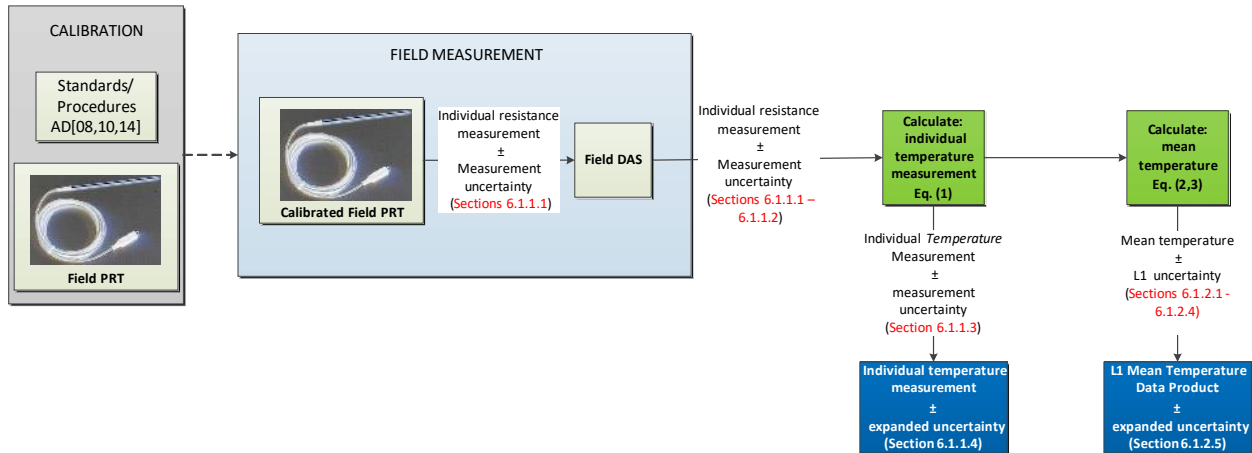 CALIBRATION
Standards/
Procedures
AD[08,10,14]
Field PRT
FIELD MEASUREMENT
Calibrated Field PRT
Individual resistance
measurement
±
Measurement
uncertainty
(Sections 6.1.1.1)
Field DAS
Individual resistance
measurement
±
Measurement
uncertainty
(Sections 6.1.1.1 –
6.1.1.2)
Calculate:
individual
temperature
measurement
Eq. (1)
Individual Temperature
Measurement
±
measurement
uncertainty
(Section 6.1.1.3)
Individual temperature
measurement
±
expanded uncertainty
(Section 6.1.1.4)
Calculate:
mean
temperature
Eq. (2,3)
Mean temperature
±
L1 uncertainty
(Sections 6.1.2.1 -
6.1.2.4)
L1 Mean Temperature
Data Product
±
expanded uncertainty
(Section 6.1.2.5)